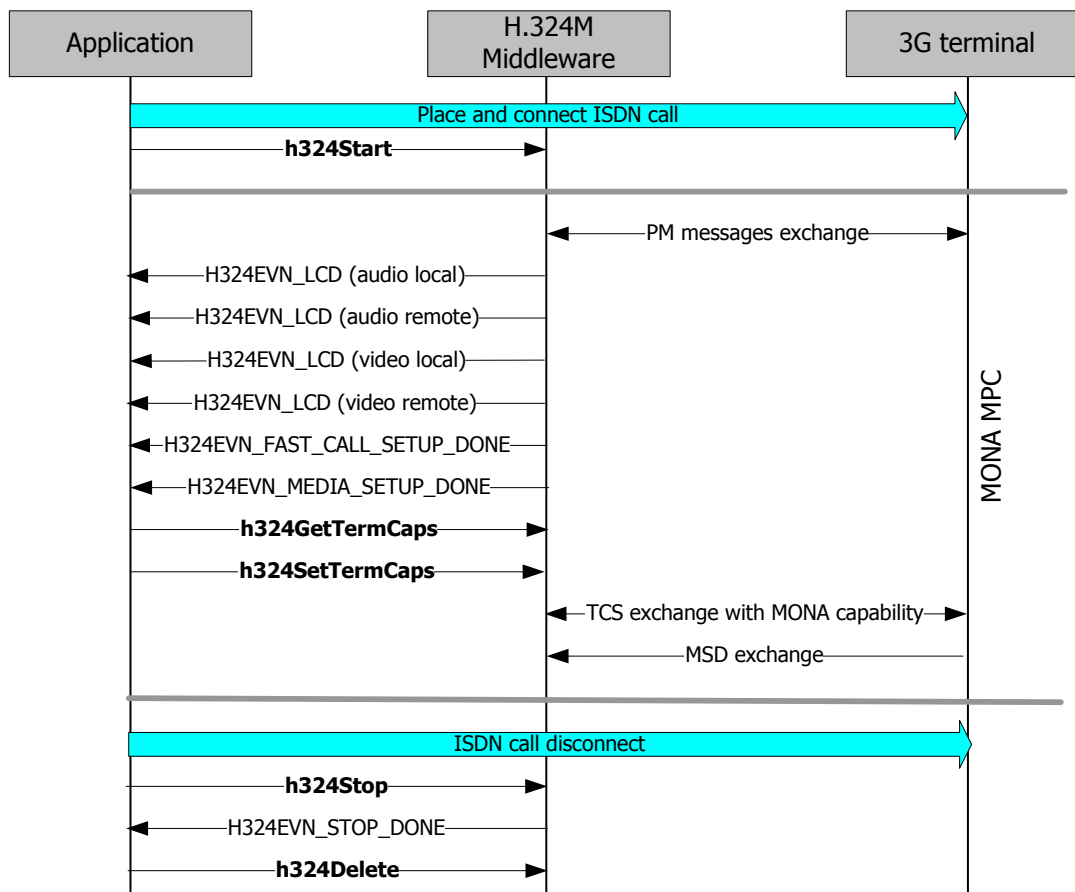 Application
H.324M
Middleware
3G terminal
Place and connect ISDN call
h324Start
PM messages exchange
H324EVN_LCD (audio local)
H324EVN_LCD (audio remote)
H324EVN_LCD (video local)
H324EVN_LCD (video remote)
H324EVN_FAST_CALL_SETUP_DONE
H324EVN_MEDIA_SETUP_DONE
h324GetTermCaps
h324SetTermCaps
TCS exchange with MONA capability
MSD exchange
MONA MPC
ISDN call disconnect
h324Stop
H324EVN_STOP_DONE
h324Delete